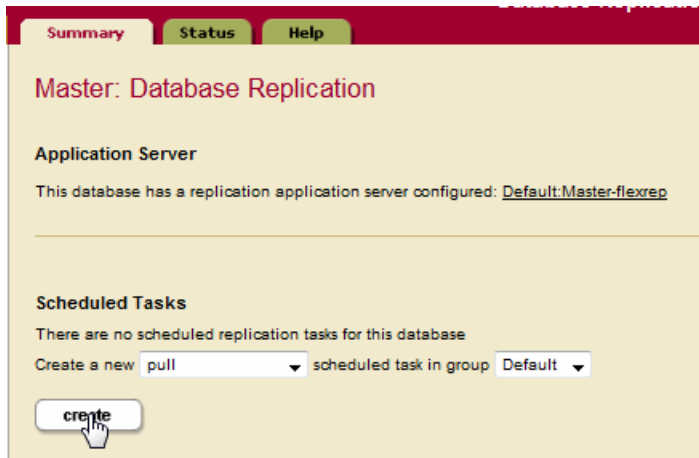 Summary Status Help
Master: Database Replication
Application Server
This database has a replication application server configured: Default:Master-flexrep
Scheduled Tasks
There are no scheduled replication tasks for this database
Create a new pull scheduled task in group Default
create